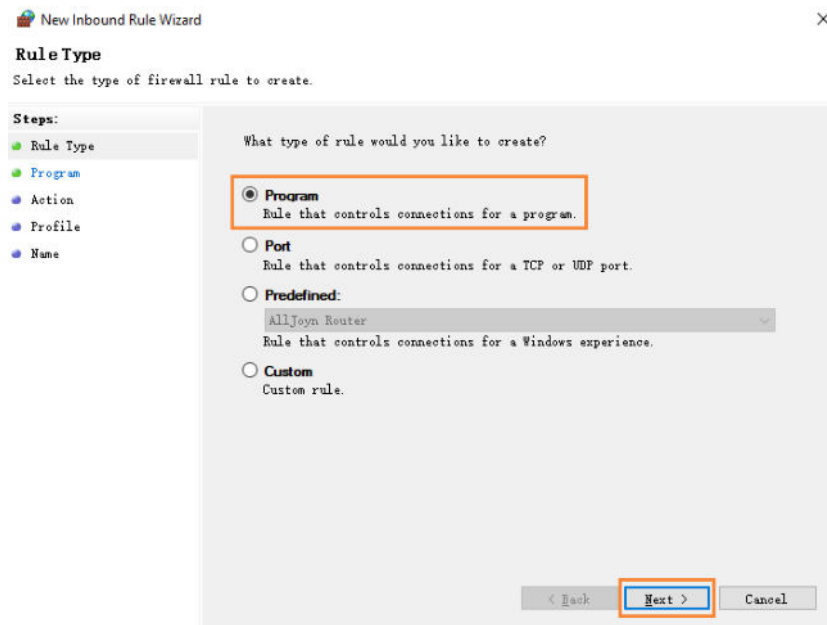 New Inbound Rule Wizard
Rule Type
Select the type of firewall rule to create.
Steps:
Rule Type
Program
Action
Profile
Name
What type of rule would you like to create?
Program
Rule that controls connections for a program.
Port
Rule that controls connections for a TCP or UDP port.
Predefined:
AllJoyn Router
Rule that controls connections for a Windows experience.
Custom
Custom rule.
< Back
Next >
Cancel